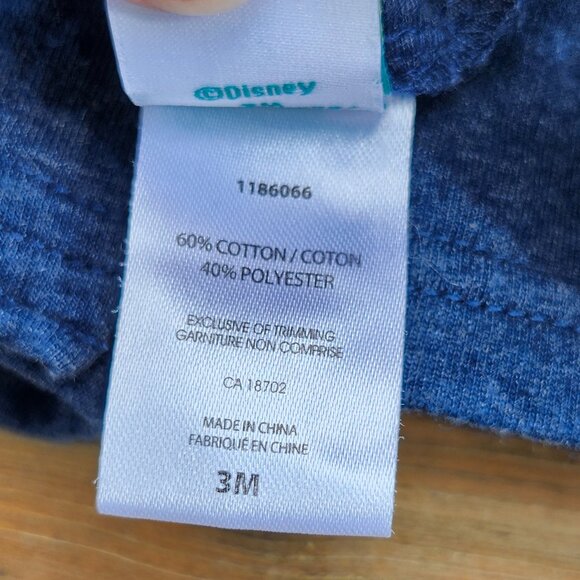 ©Disney
1186066
60% COTTON / COTON
40% POLYESTER
EXCLUSIVE OF TRIMMING
GARNITURE NON COMPRISE
CA 18702
MADE IN CHINA
FABRIQUÉ EN CHINE
3M